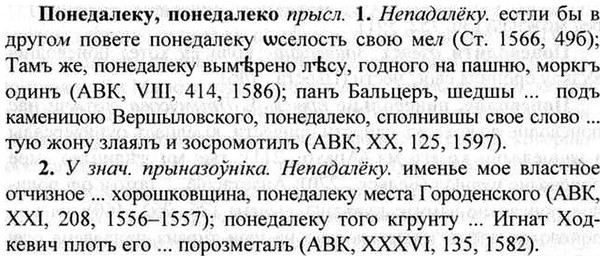 Понедалеку, понедалеко прысл. 1. Непадалёку. естли бы в
другом повете понедалеку ѡселость свою мел (Ст. 1566, 49б);
Тамъ же, понедалеку вымѣрено лѣсу, годного на пашню, моркгъ
одинъ (АВК, VIII, 414, 1586); панъ Бальцеръ, шедшы ... подъ
каменицою Вершыловского, понедалеко, сполнившы свое слово ...
тую жону злаялъ и зосромотилъ (АВК, XX, 125, 1597).
2. У знач. прыназоўніка. Непадалёку. именье мое властное
отчизное ... хорошковщина, понедалеку места Городенского (АВК,
XXI, 208, 1556–1557); понедалеку того кгрунту ... Игнат Ход-
кевич плотъ его ... порозметалъ (АВК, XXXVI, 135, 1582).